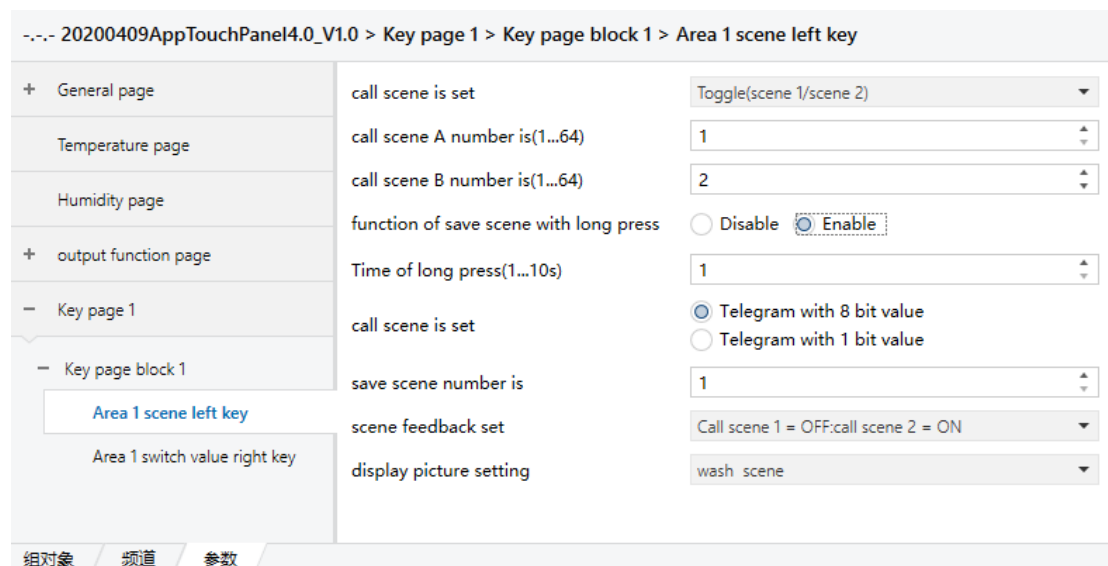 -.-.- 20200409AppTouchPanel4.0_V1.0 > Key page 1 > Key page block 1 > Area 1 scene left key
+ General page
Temperature page
Humidity page
+ output function page
− Key page 1
− Key page block 1
Area 1 scene left key
Area 1 switch value right key
call scene is set Toggle(scene 1/scene 2)
call scene A number is(1...64) 1
call scene B number is(1...64) 2
function of save scene with long press Disable Enable
Time of long press(1...10s) 1
call scene is set Telegram with 8 bit value
Telegram with 1 bit value
save scene number is 1
scene feedback set Call scene 1 = OFF:call scene 2 = ON
display picture setting wash scene
组对象 频道 参数